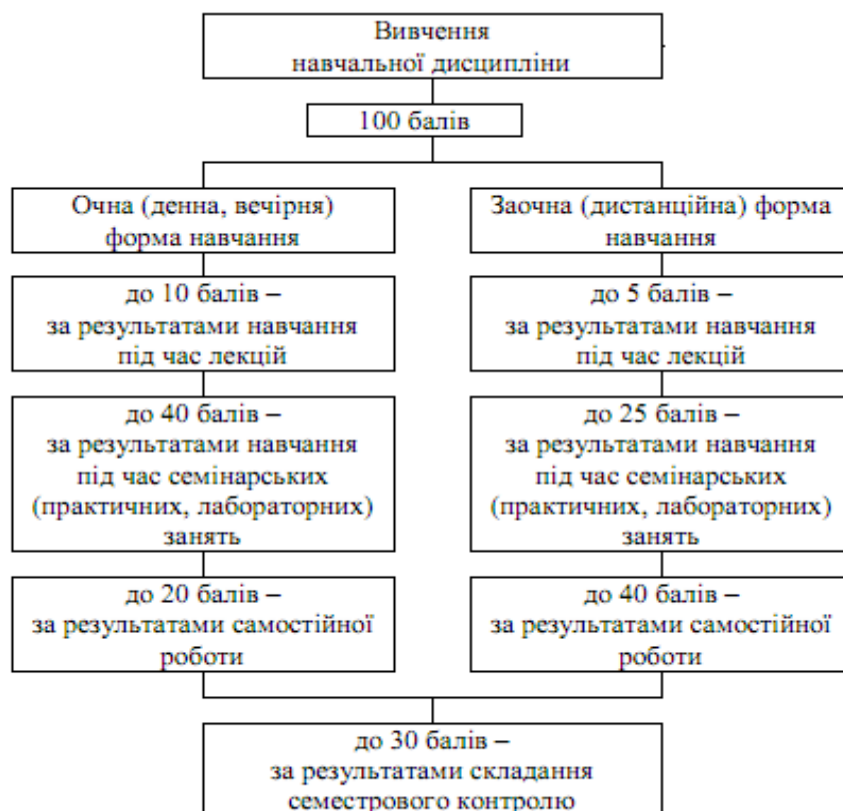 Вивчення
навчальної дисципліни
100 балів
Очна (денна, вечірня)
форма навчання
до 10 балів –
за результатами навчання
під час лекцій
до 40 балів –
за результатами навчання
під час семінарських
(практичних, лабораторних)
занять
до 20 балів –
за результатами самостійної
роботи
Заочна (дистанційна) форма
навчання
до 5 балів –
за результатами навчання
під час лекцій
до 25 балів –
за результатами навчання
під час семінарських
(практичних, лабораторних)
занять
до 40 балів –
за результатами самостійної
роботи
до 30 балів –
за результатами складання
семестрового контролю